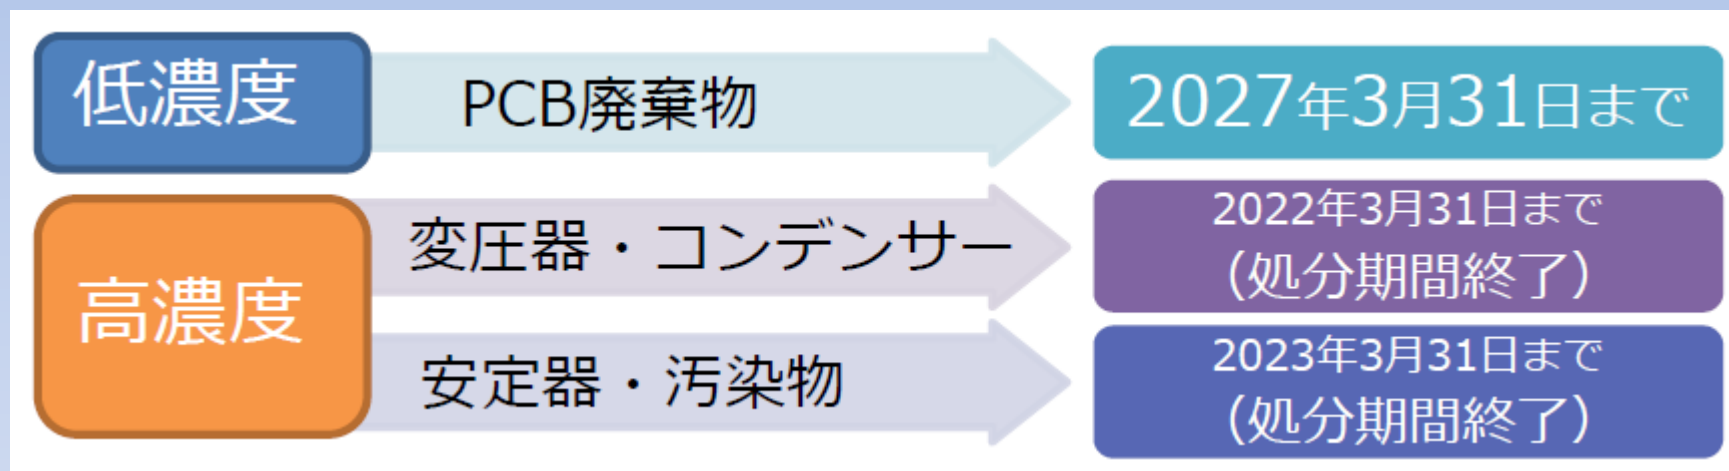 低濃度
PCB廃棄物
2027年3月31日まで
高濃度
変圧器・コンデンサー
2022年3月31日まで
（処分期間終了）
安定器・汚染物
2023年3月31日まで
（処分期間終了）